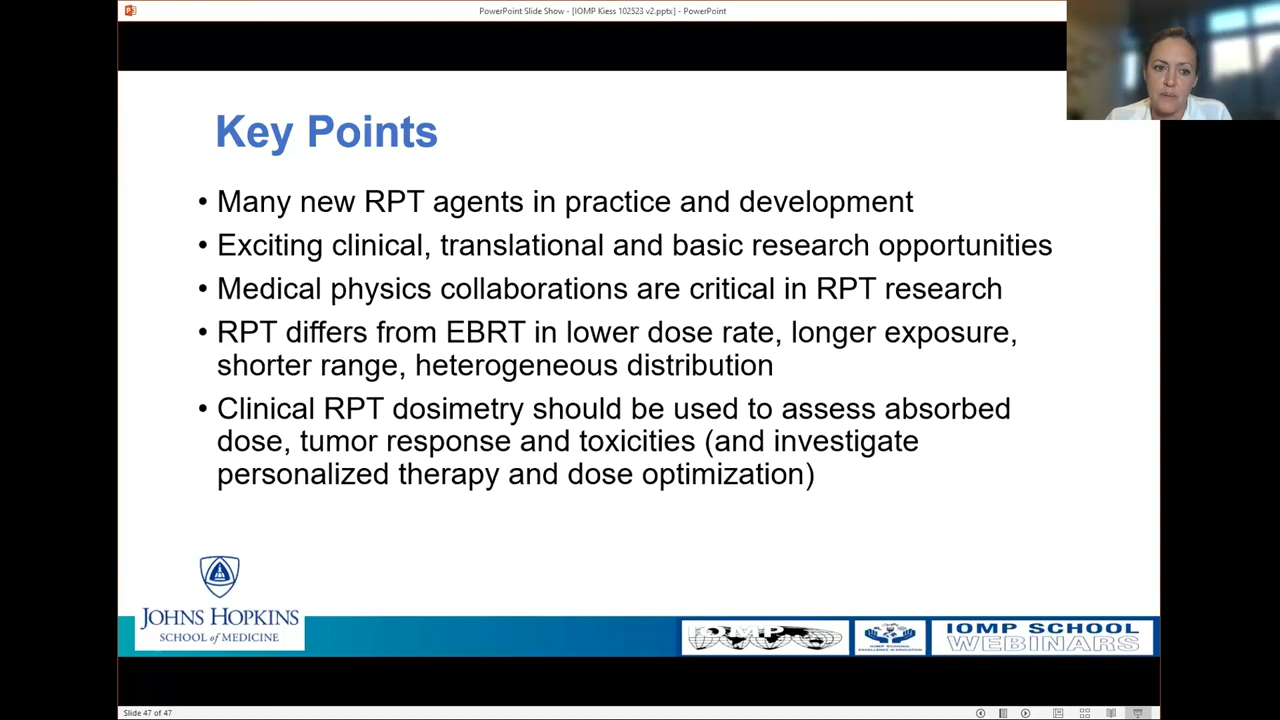 PowerPoint Slide Show - [IOMP Kiess 102523 v2.pptx] - PowerPoint
Key Points
• Many new RPT agents in practice and development
• Exciting clinical, translational and basic research opportunities
• Medical physics collaborations are critical in RPT research
• RPT differs from EBRT in lower dose rate, longer exposure,
shorter range, heterogeneous distribution
• Clinical RPT dosimetry should be used to assess absorbed
dose, tumor response and toxicities (and investigate
personalized therapy and dose optimization)
JOHNS HOPKINS
SCHOOL of MEDICINE
IOMP
IOMP SCHOOL
WEBINARS
Slide 47 of 47